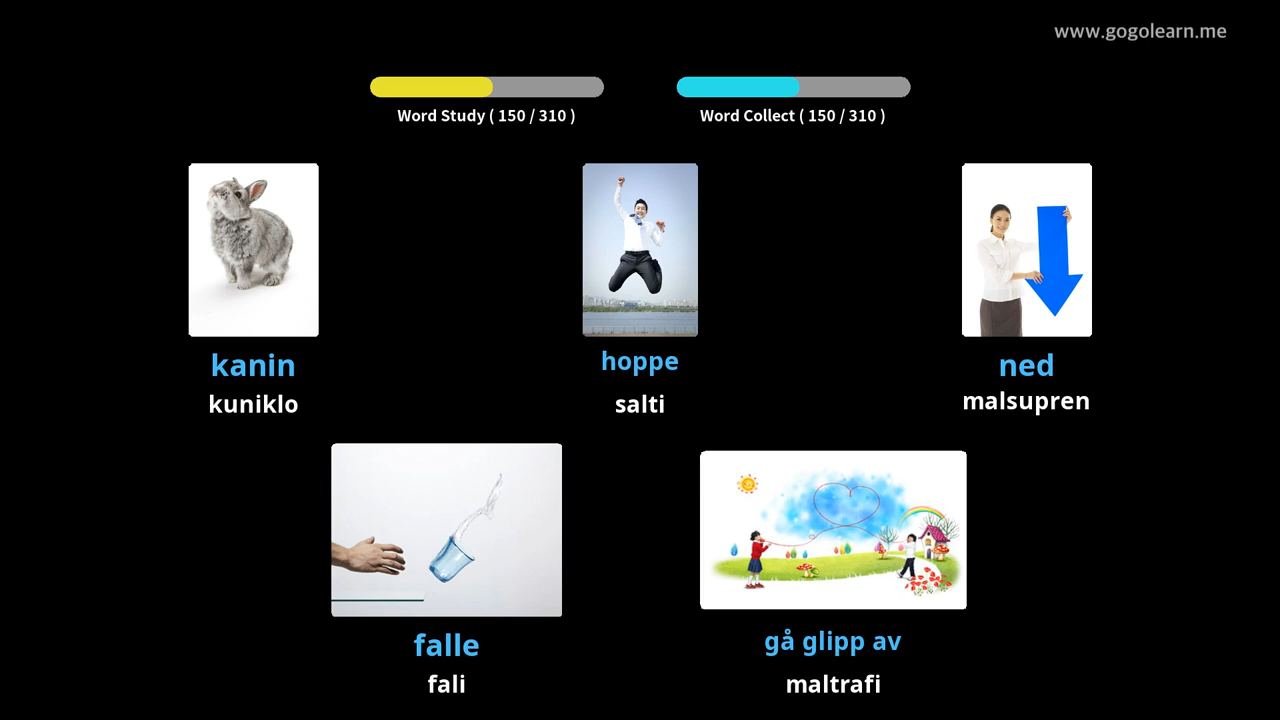 www.gogolearn.me
Word Study ( 150 / 310 )
Word Collect ( 150 / 310 )
kanin
kuniklo
hoppe
salti
ned
malsupren
falle
fali
gå glipp av
maltrafi